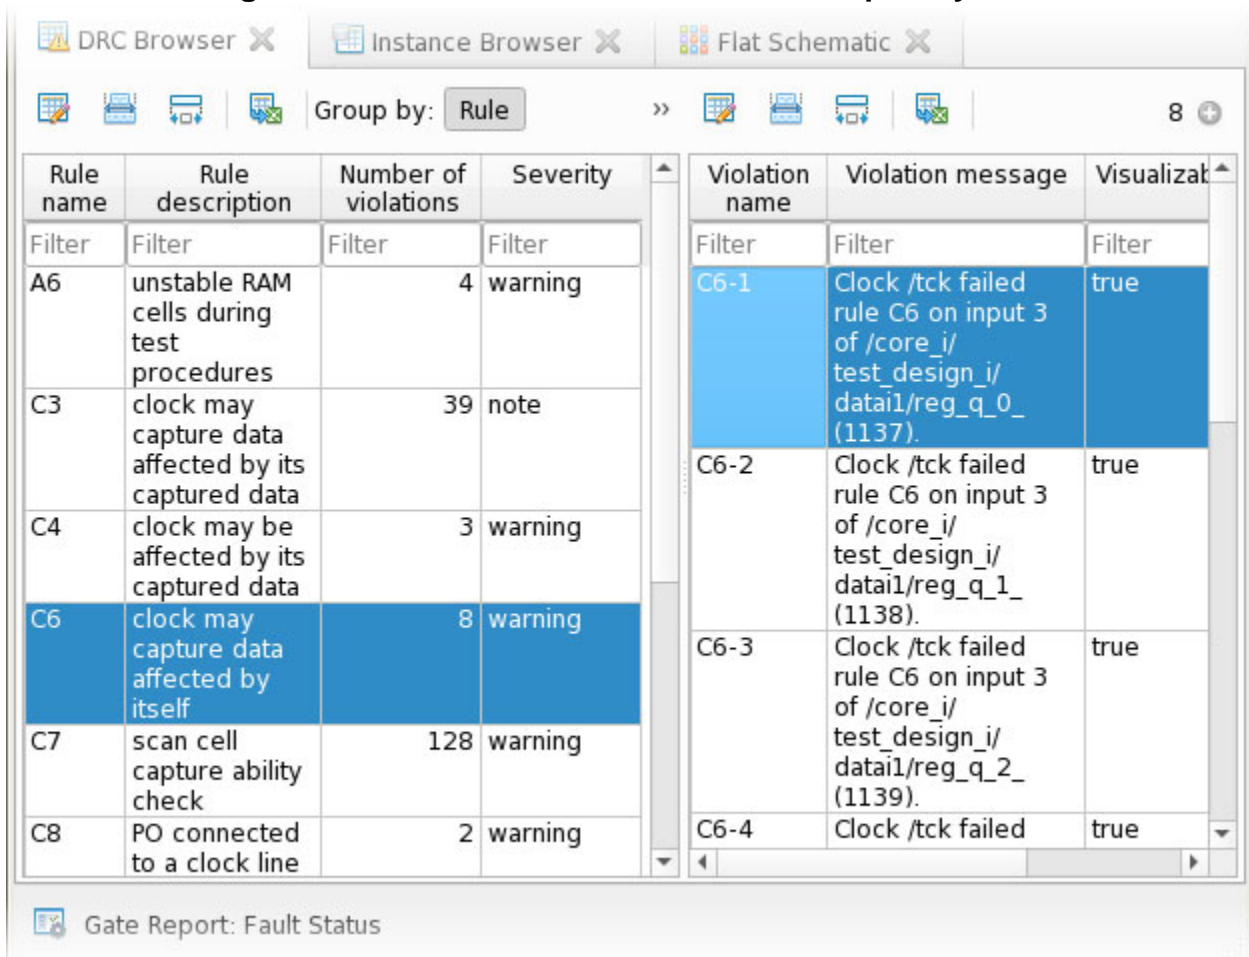 DRC Browser
Instance Browser
Flat Schematic
Group by: Rule
»
8
Rule name
Rule description
Number of violations
Severity
Filter
Filter
Filter
Filter
A6
unstable RAM
cells during
test
procedures
4
warning
C3
clock may
capture data
affected by its
captured data
39
note
C4
clock may be
affected by its
captured data
3
warning
C6
clock may
capture data
affected by
itself
8
warning
C7
scan cell
capture ability
check
128
warning
C8
PO connected
to a clock line
2
warning
Violation name
Violation message
Visualizab
Filter
Filter
Filter
C6-1
Clock /tck failed
rule C6 on input 3
of /core_i/
test_design_i/
datai1/reg_q_0_
(1137).
true
C6-2
Clock /tck failed
rule C6 on input 3
of /core_i/
test_design_i/
datai1/reg_q_1_
(1138).
true
C6-3
Clock /tck failed
rule C6 on input 3
of /core_i/
test_design_i/
datai1/reg_q_2_
(1139).
true
C6-4
Clock /tck failed
true
Gate Report: Fault Status